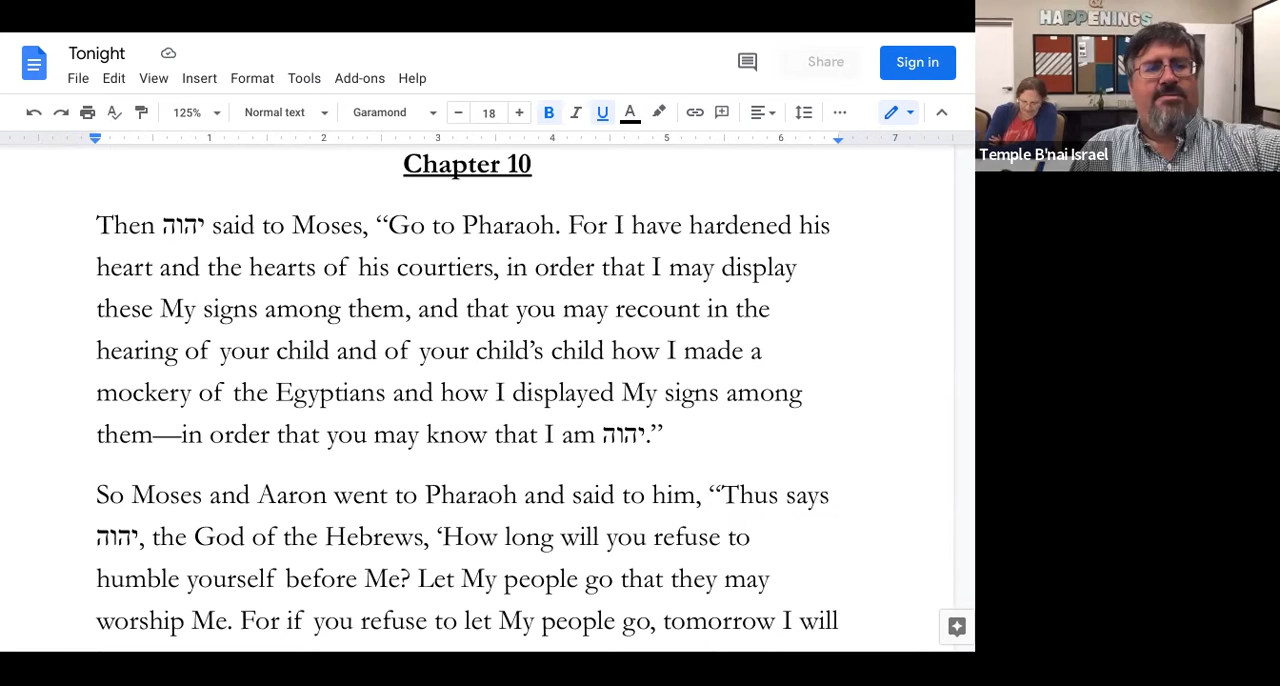 &
HAPPENINGS
Tonight
File Edit View Insert Format Tools Add-ons Help
Share
Sign in
125% Normal text Garamond − 18 + B I U A
1 2 3 4 5 6 7
Chapter 10
Then יהוה said to Moses, “Go to Pharaoh. For I have hardened his
heart and the hearts of his courtiers, in order that I may display
these My signs among them, and that you may recount in the
hearing of your child and of your child’s child how I made a
mockery of the Egyptians and how I displayed My signs among
them—in order that you may know that I am יהוה.”
So Moses and Aaron went to Pharaoh and said to him, “Thus says
יהוה, the God of the Hebrews, ‘How long will you refuse to
humble yourself before Me? Let My people go that they may
worship Me. For if you refuse to let My people go, tomorrow I will
Temple B'nai Israel